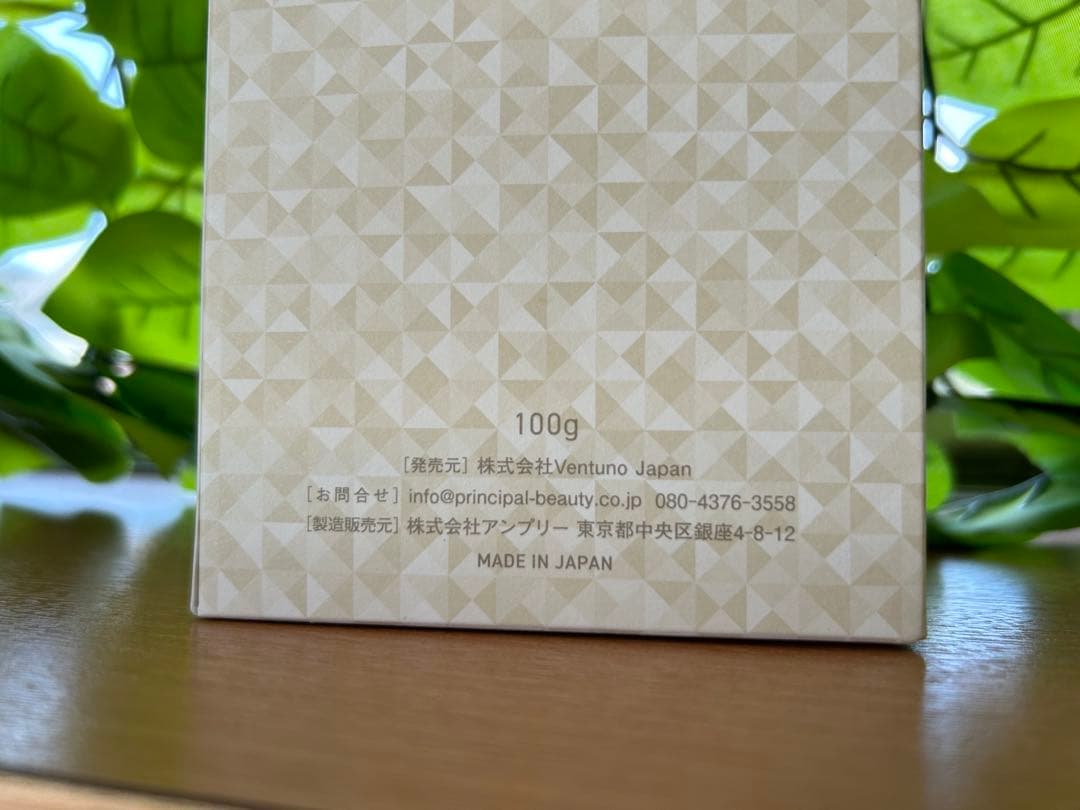 100g
[発売元] 株式会社Ventuno Japan
[お問合せ] info@principal-beauty.co.jp 080-4376-3558
[製造販売元] 株式会社アンプリー 東京都中央区銀座4-8-12
MADE IN JAPAN